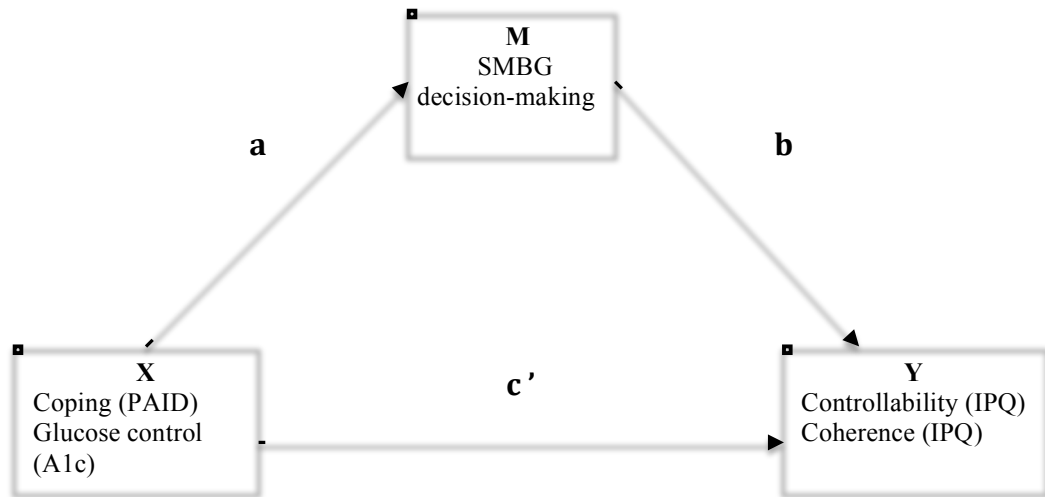 M
SMBG
decision-making
a
b
X
Coping (PAID)
Glucose control
(A1c)
c’
Y
Controllability (IPQ)
Coherence (IPQ)